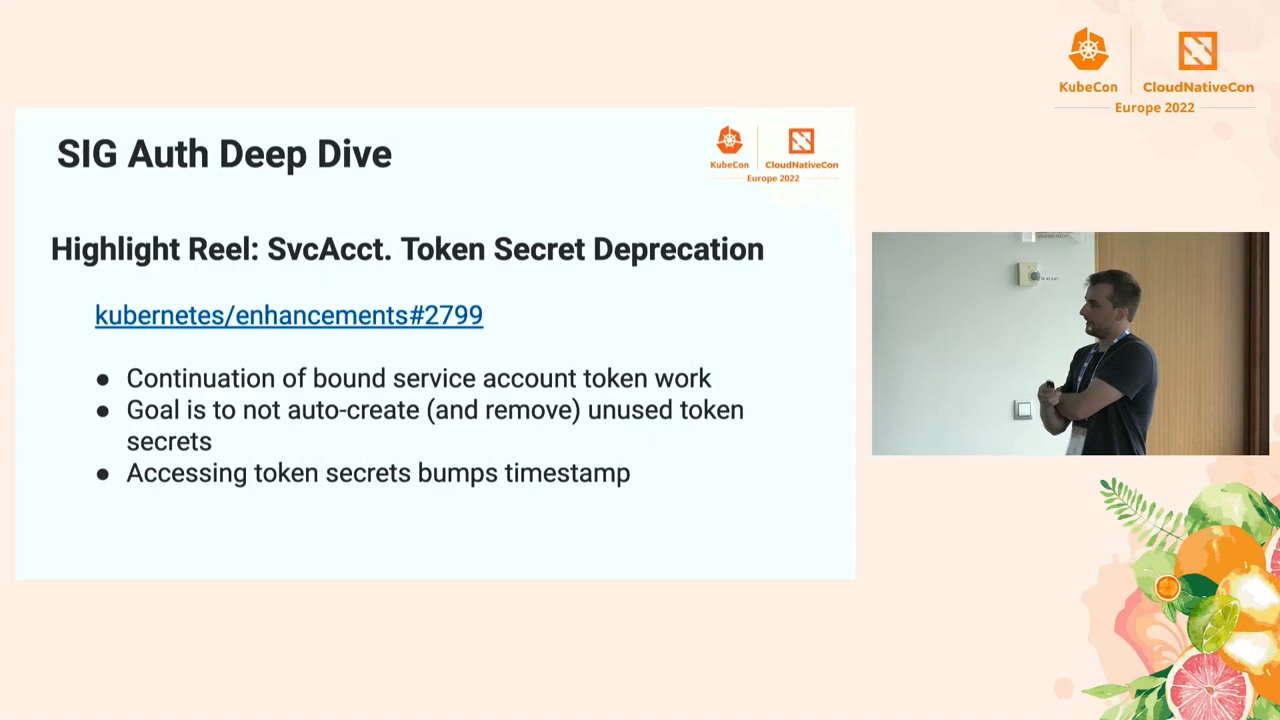 KubeCon
CloudNativeCon
Europe 2022
SIG Auth Deep Dive
KubeCon
CloudNativeCon
Europe 2022
Highlight Reel: SvcAcct. Token Secret Deprecation
kubernetes/enhancements#2799
● Continuation of bound service account token work
● Goal is to not auto-create (and remove) unused token
secrets
● Accessing token secrets bumps timestamp